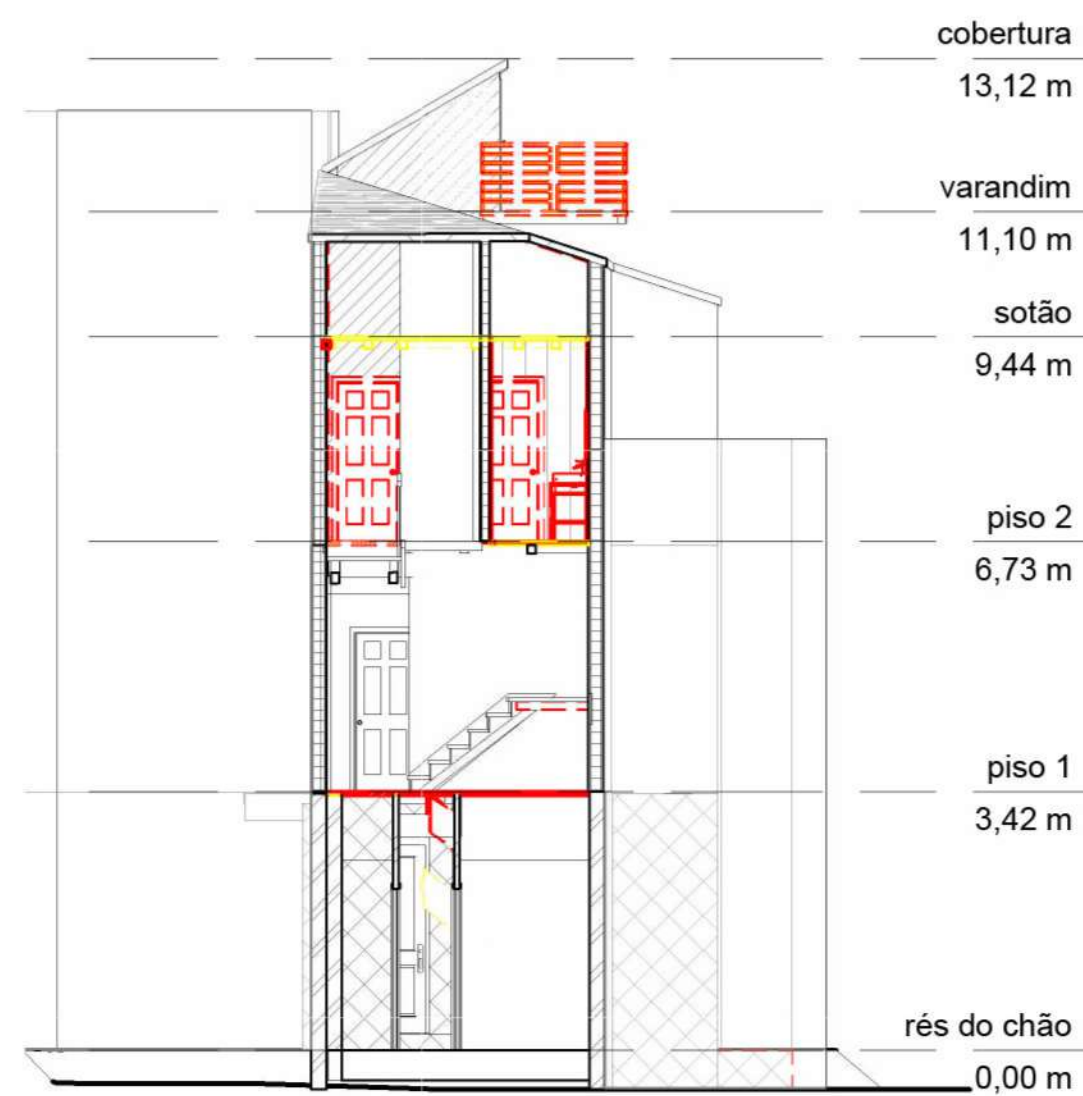 cobertura
13,12 m
varandim
11,10 m
sotão
9,44 m
piso 2
6,73 m
piso 1
3,42 m
rés do chão
0,00 m